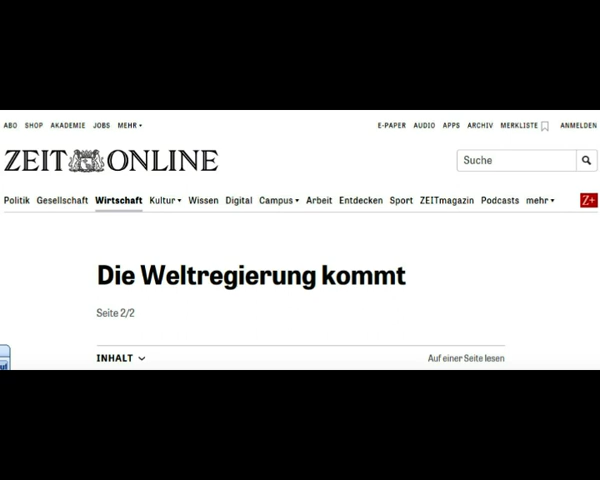 ABO SHOP AKADEMIE JOBS MEHR E-PAPER AUDIO APPS ARCHIV MERKLISTE ANMELDEN
ZEIT ONLINE Suche
Politik Gesellschaft Wirtschaft Kultur Wissen Digital Campus Arbeit Entdecken Sport ZEITmagazin Podcasts mehr Z+
Die Weltregierung kommt
Seite 2/2
INHALT Auf einer Seite lesen